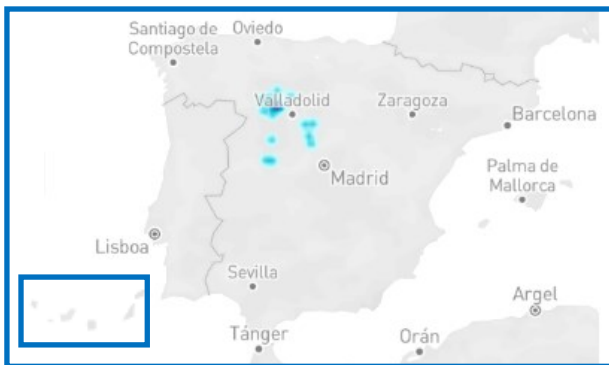 Santiago de
Compostela
Oviedo
Valladolid
Zaragoza
Barcelona
Madrid
Palma de
Mallorca
Lisboa
Sevilla
Argel
Tánger
Orán